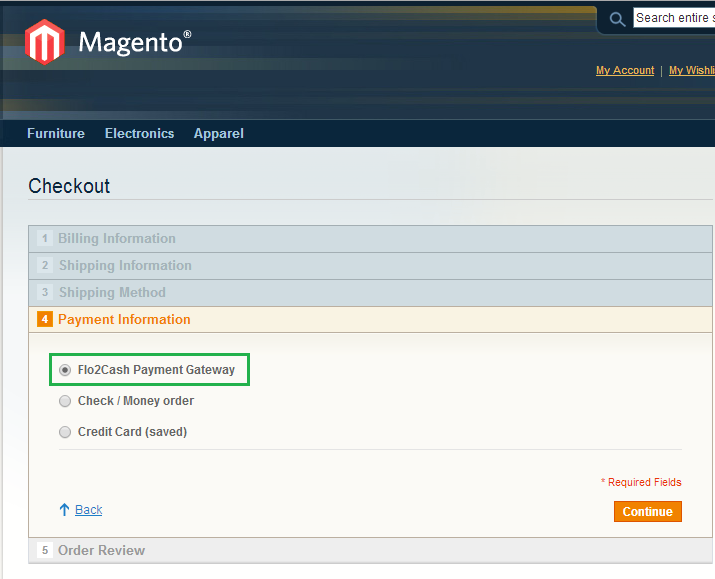 Search entire s
Magento®
My Account | My Wishli
Furniture Electronics Apparel
Checkout
1 Billing Information
2 Shipping Information
3 Shipping Method
4 Payment Information
Flo2Cash Payment Gateway
Check / Money order
Credit Card (saved)
* Required Fields
Back
Continue
5 Order Review